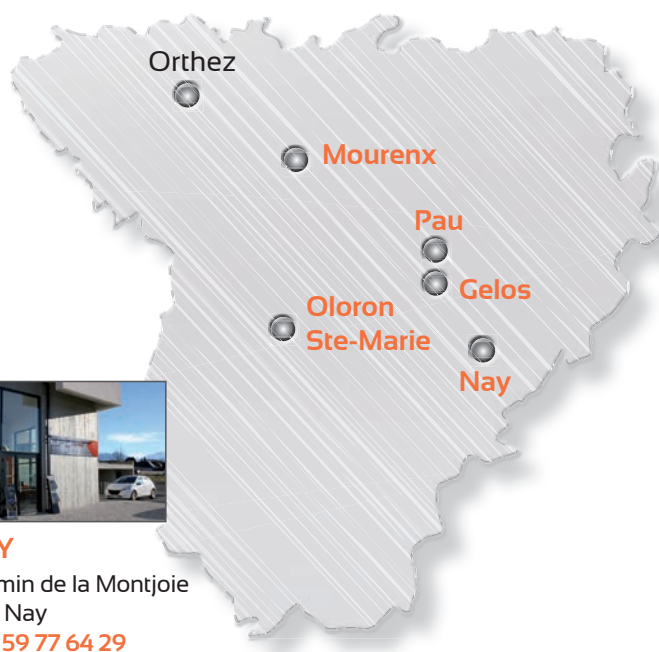 Orthez
Mourenx
Pau
Gelos
Oloron
Ste-Marie
Nay
Y
min de la Montjoie
Nay
59 77 64 29